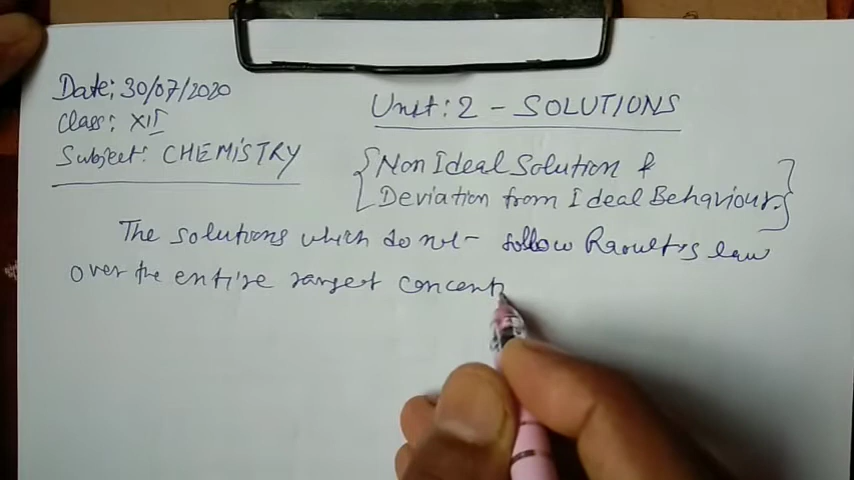 Date: 30/07/2020
Class: XII
Subject: CHEMISTRY
Unit: 2 - SOLUTIONS
{Non Ideal Solution &
Deviation from Ideal Behaviour.}
The solutions which do not follow Raoult's law
over the entire range of concent